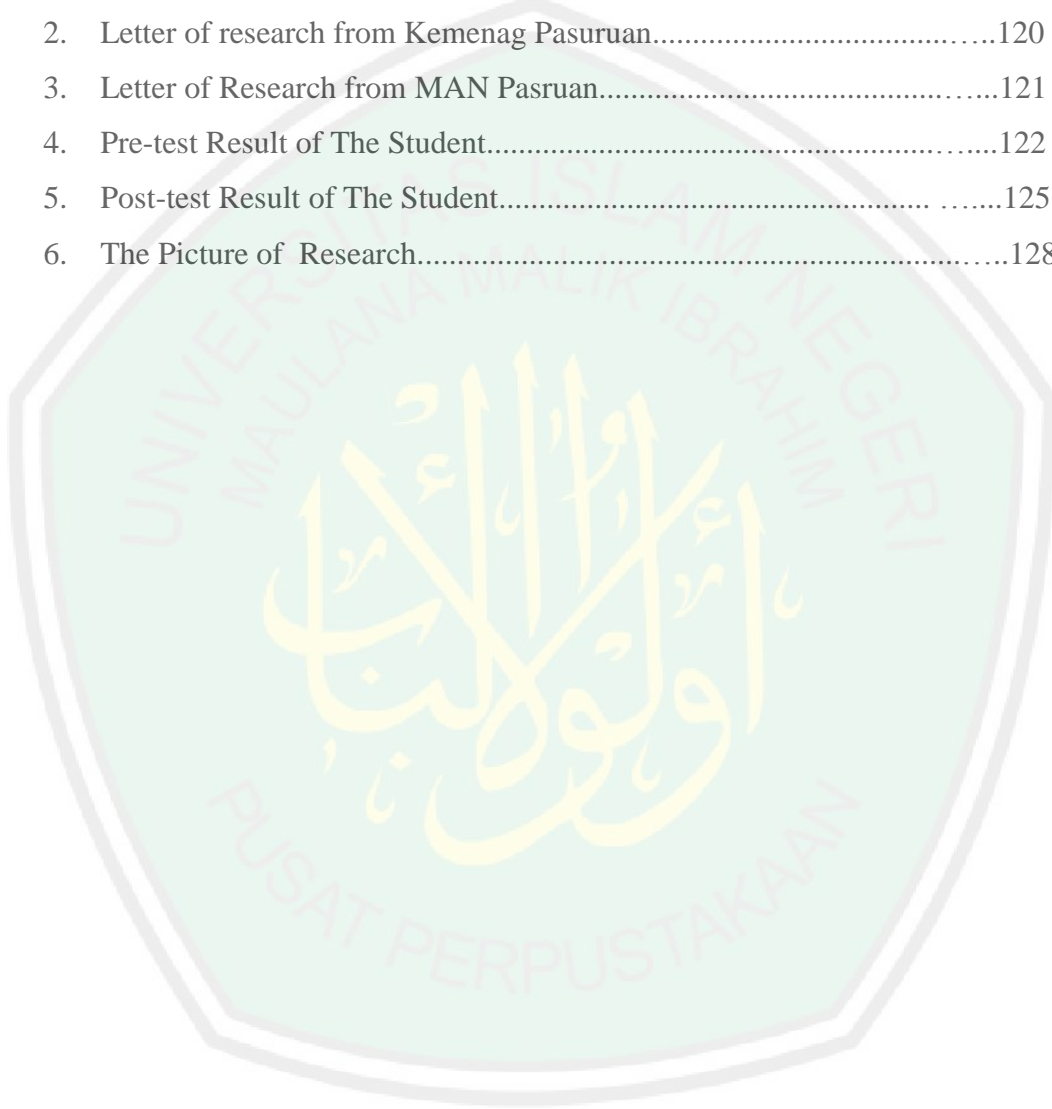 2. Letter of research from Kemenag Pasuruan........................................120
3. Letter of Research from MAN Pasruan...............................................121
4. Pre-test Result of The Student..............................................................122
5. Post-test Result of The Student............................................. …....125
6. The Picture of  Research.........................................................................128
UNIVERSITAS ISLAM NEGERI
MAULANA MALIK IBRAHIM
أولوا الألباب
PUSAT PERPUSTAKAAN